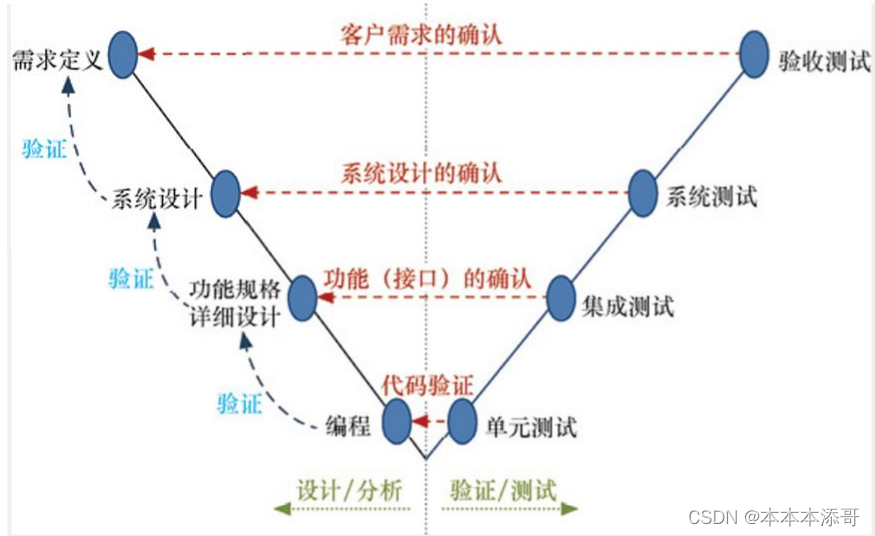 客户需求的确认
需求定义
验收测试
验证
系统设计的确认
系统设计
系统测试
验证
功能规格
详细设计
功能（接口）的确认
集成测试
代码验证
验证
编程
单元测试
设计/分析
验证/测试
CSDN @本本本添哥